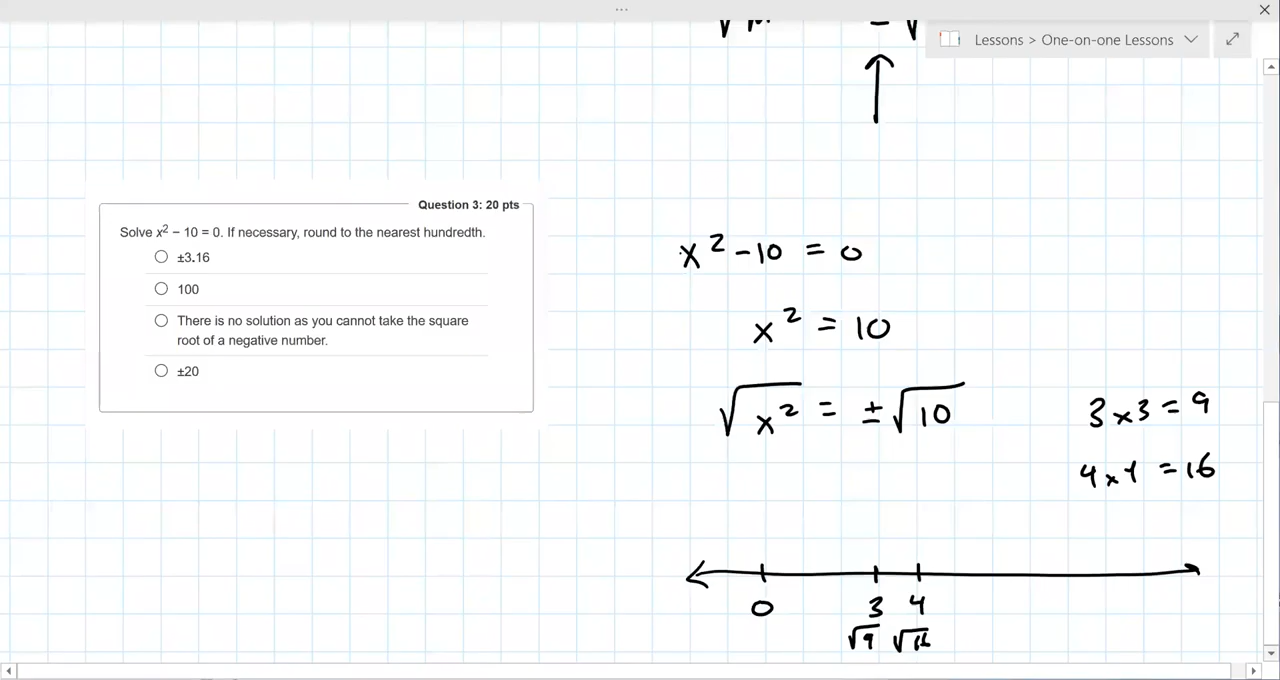 Lessons > One-on-one Lessons
Question 3: 20 pts
Solve x² − 10 = 0. If necessary, round to the nearest hundredth.
±3.16
100
There is no solution as you cannot take the square
root of a negative number.
±20
x² - 10 = 0
x² = 10
√x² = ±√10
3 x 3 = 9
4 x 4 = 16
0 3 4
√9 √16